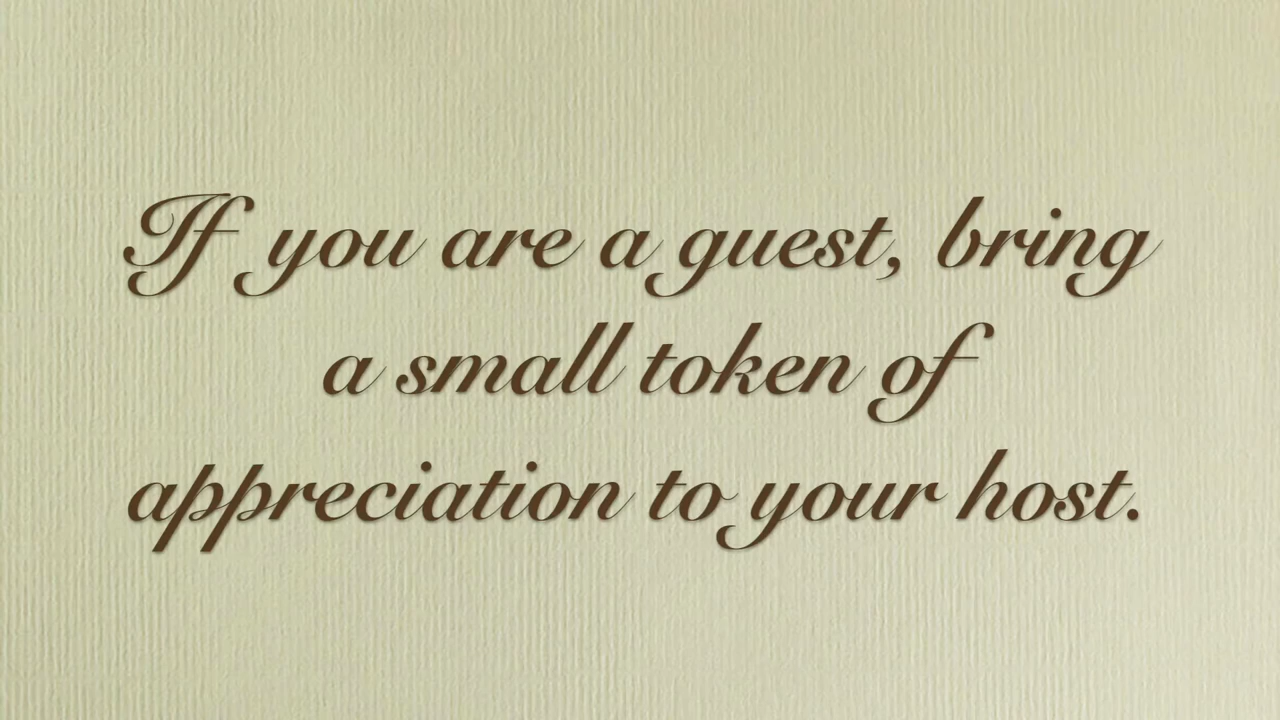 If you are a guest, bring
a small token of
appreciation to your host.